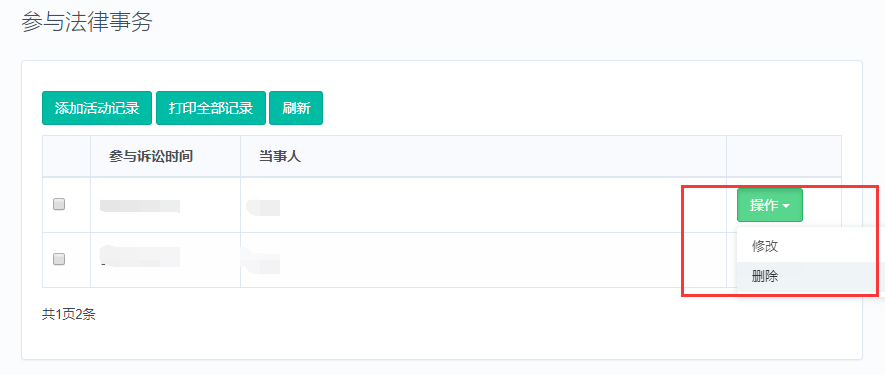 参与法律事务
添加活动记录 打印全部记录 刷新
参与诉讼时间 当事人
操作
修改
删除
共1页2条